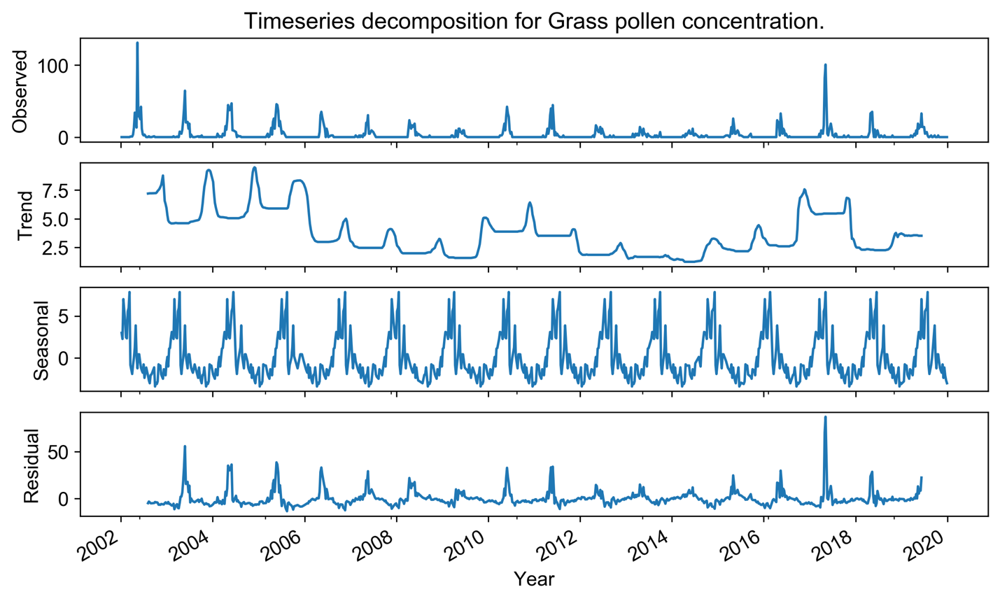 Timeseries decomposition for Grass pollen concentration.
Observed
100
0
Trend
7.5
5.0
2.5
Seasonal
5
0
Residual
50
0
2002 2004 2006 2008 2010 2012 2014 2016 2018 2020
Year